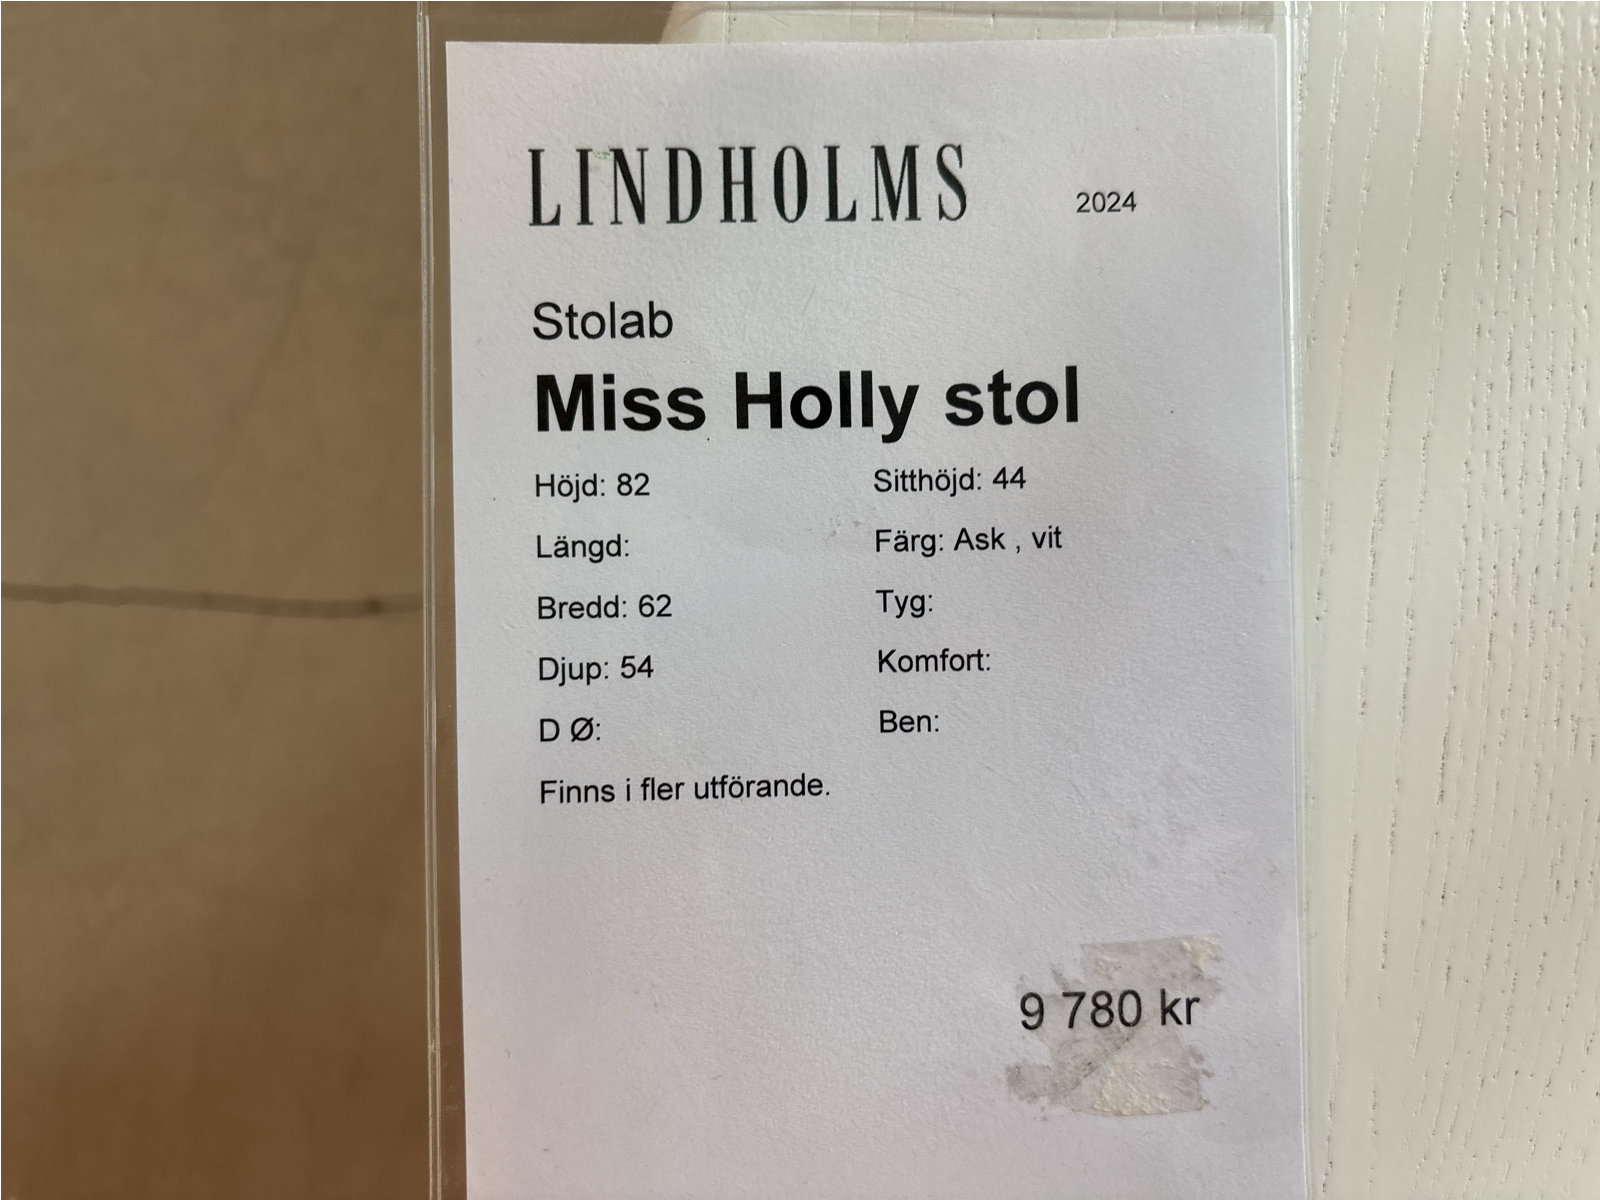 LINDHOLMS 2024
Stolab
Miss Holly stol
Höjd: 82 Sitthöjd: 44
Längd: Färg: Ask , vit
Bredd: 62 Tyg:
Djup: 54 Komfort:
D Ø: Ben:
Finns i fler utförande.
9 780 kr